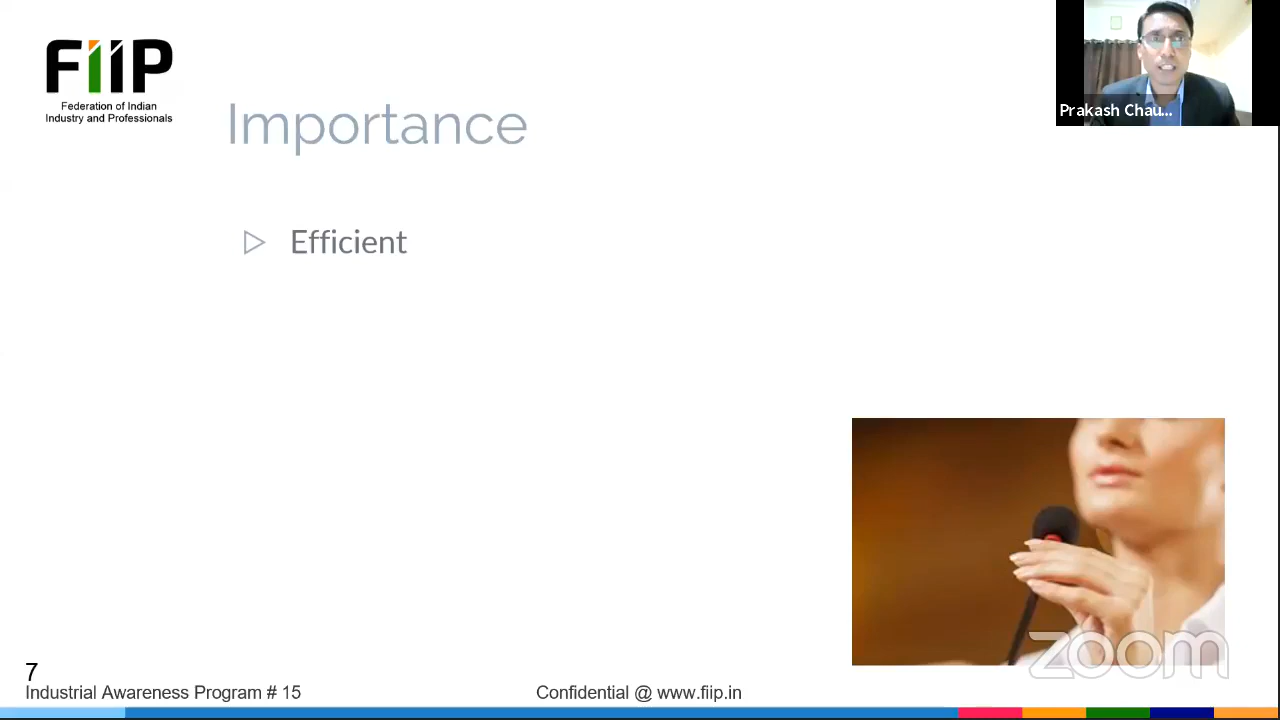 FiiP
Federation of Indian
Industry and Professionals
Prakash Chau...
Importance
Efficient
zoom
7
Industrial Awareness Program # 15
Confidential @ www.fiip.in